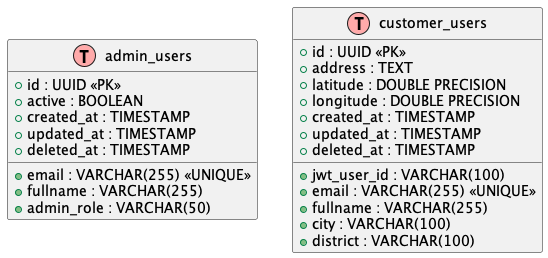 T admin_users
id : UUID «PK»
active : BOOLEAN
created_at : TIMESTAMP
updated_at : TIMESTAMP
deleted_at : TIMESTAMP
email : VARCHAR(255) «UNIQUE»
fullname : VARCHAR(255)
admin_role : VARCHAR(50)
T customer_users
id : UUID «PK»
address : TEXT
latitude : DOUBLE PRECISION
longitude : DOUBLE PRECISION
created_at : TIMESTAMP
updated_at : TIMESTAMP
deleted_at : TIMESTAMP
jwt_user_id : VARCHAR(100)
email : VARCHAR(255) «UNIQUE»
fullname : VARCHAR(255)
city : VARCHAR(100)
district : VARCHAR(100)